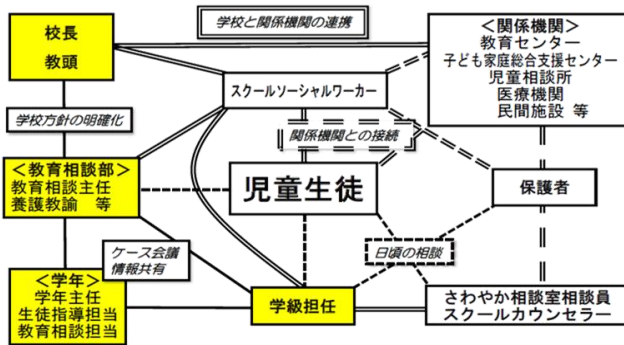 学校と関係機関の連携
校長
教頭
＜関係機関＞
教育センター
子ども家庭総合支援センター
児童相談所
医療機関
民間施設 等
スクールソーシャルワーカー
学校方針の明確化
関係機関との接続
＜教育相談部＞
教育相談主任
養護教諭 等
児童生徒
保護者
ケース会議
情報共有
日頃の相談
＜学年＞
学年主任
生徒指導担当
教育相談担当
学級担任
さわやか相談室相談員
スクールカウンセラー